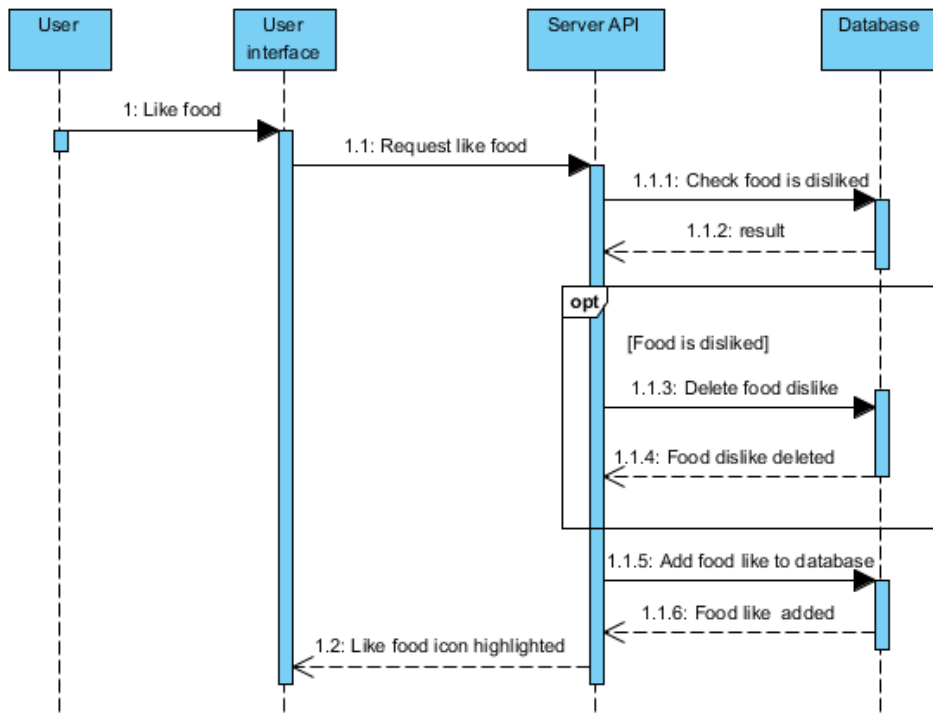 User
User
interface
Server API
Database
1: Like food
1.1: Request like food
1.1.1: Check food is disliked
1.1.2: result
opt
[Food is disliked]
1.1.3: Delete food dislike
1.1.4: Food dislike deleted
1.1.5: Add food like to database
1.1.6: Food like  added
1.2: Like food icon highlighted